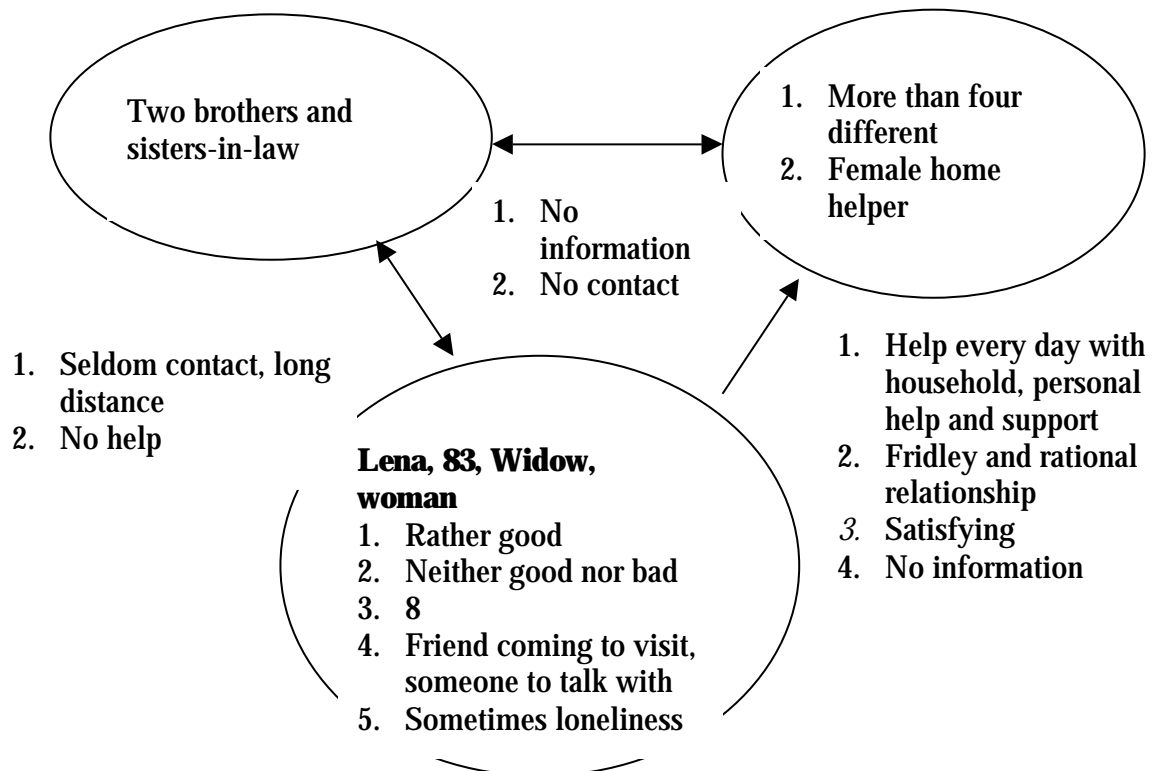 Two brothers and
sisters-in-law
1. More than four
different
2. Female home
helper
1. No
information
2. No contact
1. Seldom contact, long
distance
2. No help
1. Help every day with
household, personal
help and support
2. Fridley and rational
relationship
3. Satisfying
4. No information
Lena, 83, Widow,
woman
1. Rather good
2. Neither good nor bad
3. 8
4. Friend coming to visit,
someone to talk with
5. Sometimes loneliness